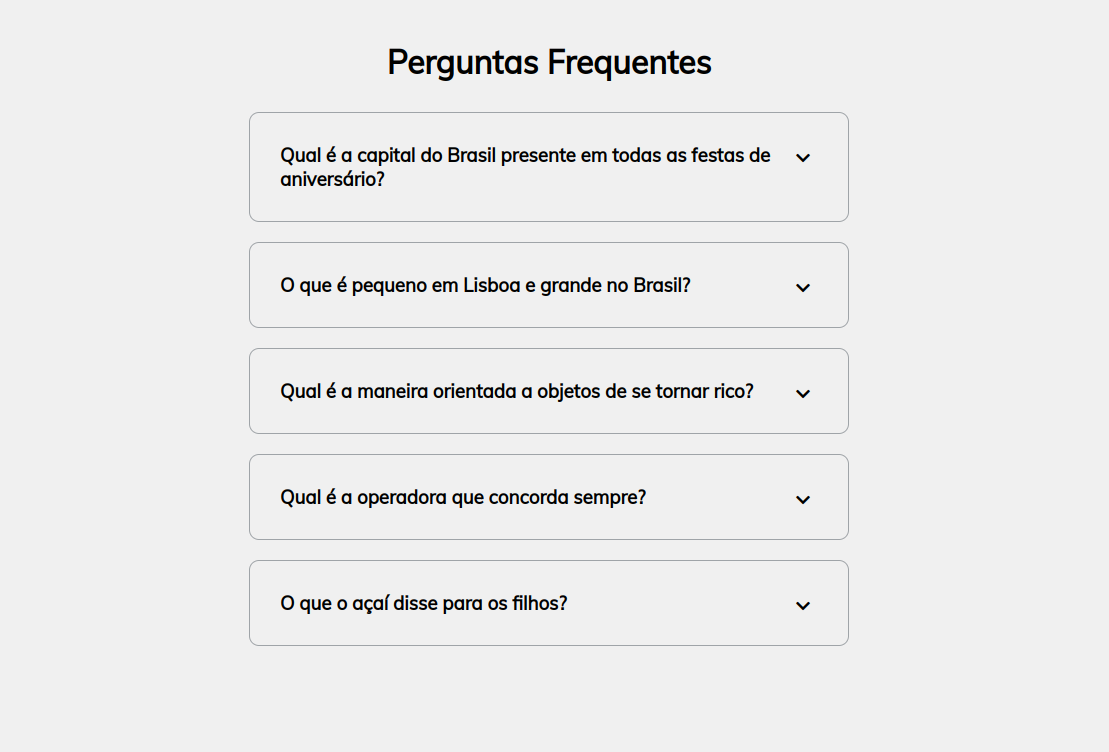 Perguntas Frequentes
Qual é a capital do Brasil presente em todas as festas de
aniversário?
O que é pequeno em Lisboa e grande no Brasil?
Qual é a maneira orientada a objetos de se tornar rico?
Qual é a operadora que concorda sempre?
O que o açaí disse para os filhos?